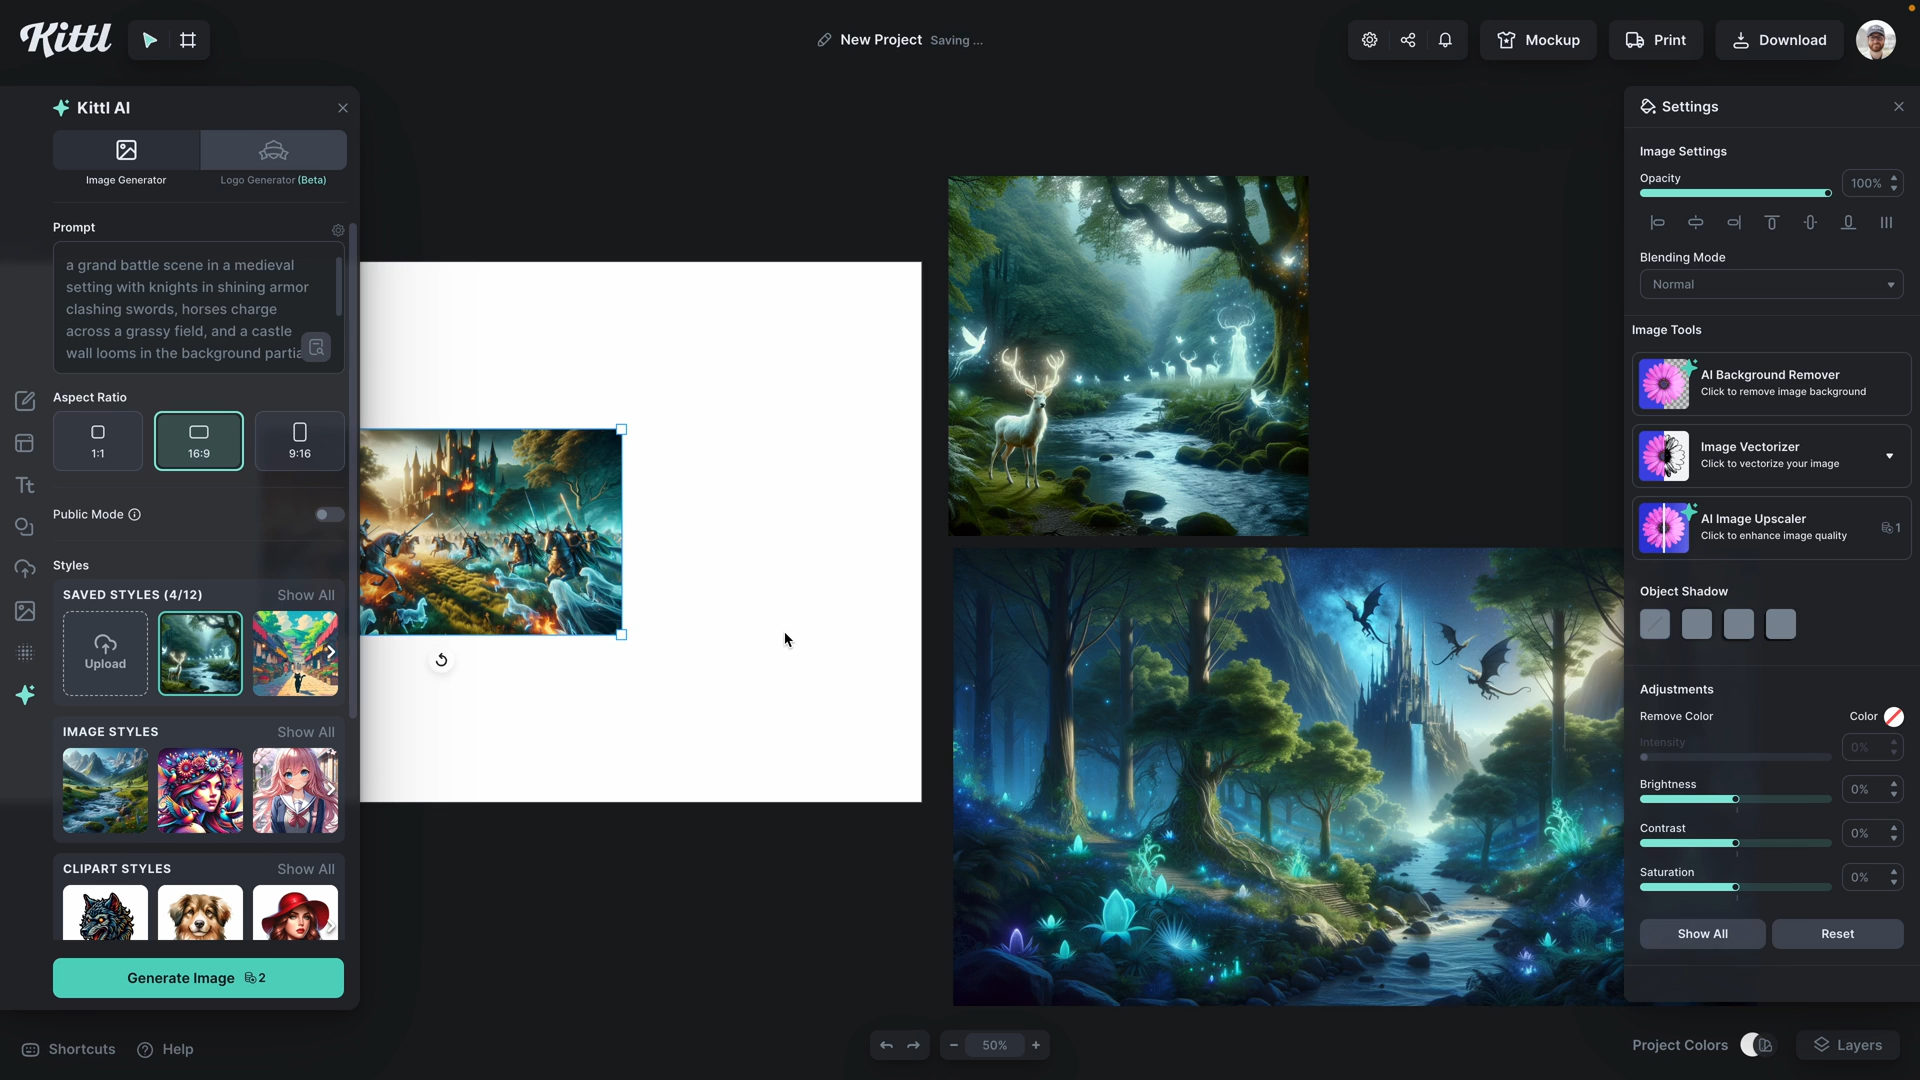 Kittl
New Project Saving ...
Mockup
Print
Download
Kittl AI
Image Generator
Logo Generator (Beta)
Prompt
a grand battle scene in a medieval
setting with knights in shining armor
clashing swords, horses charge
across a grassy field, and a castle
wall looms in the background partia
Aspect Ratio
1:1
16:9
9:16
Public Mode
Styles
SAVED STYLES (4/12) Show All
Upload
IMAGE STYLES Show All
CLIPART STYLES Show All
Generate Image 2
Shortcuts
Help
50%
Settings
Image Settings
Opacity
100%
Blending Mode
Normal
Image Tools
AI Background Remover
Click to remove image background
Image Vectorizer
Click to vectorize your image
AI Image Upscaler
Click to enhance image quality
1
Object Shadow
Adjustments
Remove Color Color
Intensity
0%
Brightness
0%
Contrast
0%
Saturation
0%
Show All
Reset
Project Colors
Layers